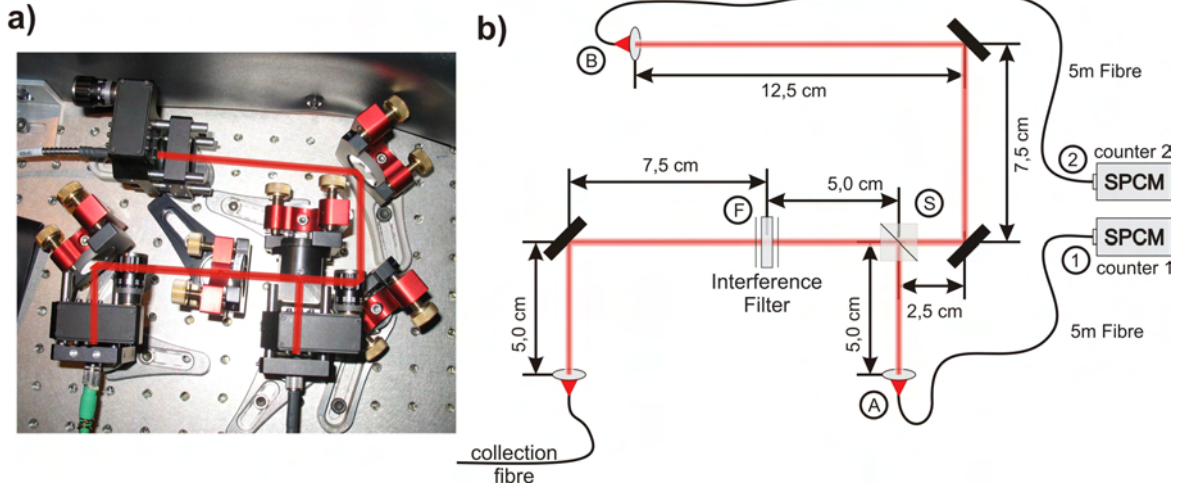 a)
b)
B
12,5 cm
7,5 cm
5m Fibre
2
counter 2
SPCM
7,5 cm
5,0 cm
F
S
SPCM
1
counter 1
Interference
Filter
5,0 cm
5,0 cm
2,5 cm
5m Fibre
A
collection
fibre